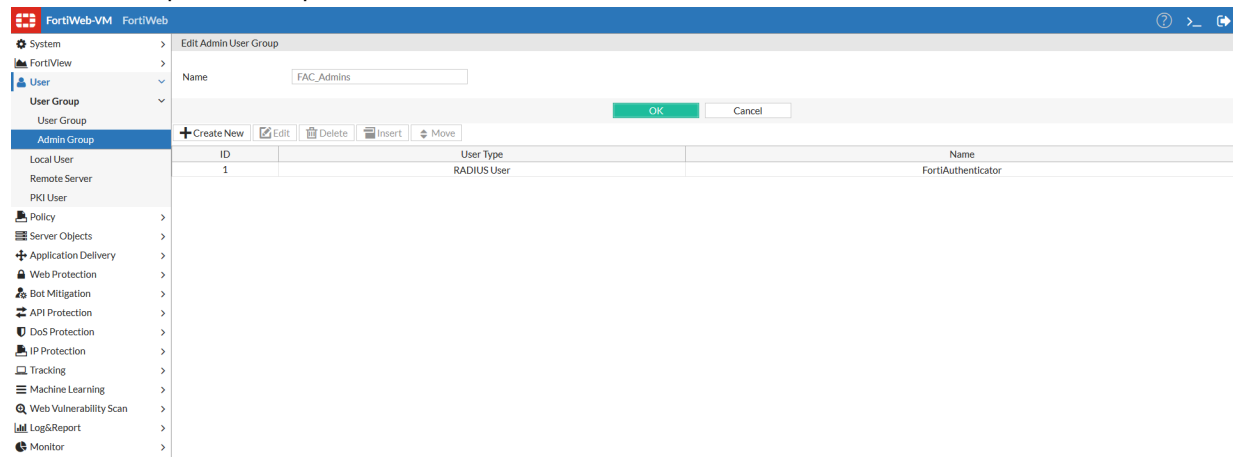 FortiWeb-VM FortiWeb
System
FortiView
User
User Group
User Group
Admin Group
Local User
Remote Server
PKI User
Policy
Server Objects
Application Delivery
Web Protection
Bot Mitigation
API Protection
DoS Protection
IP Protection
Tracking
Machine Learning
Web Vulnerability Scan
Log&Report
Monitor
Edit Admin User Group
Name FAC_Admins
OK Cancel
Create New Edit Delete Insert Move
ID User Type Name
1 RADIUS User FortiAuthenticator